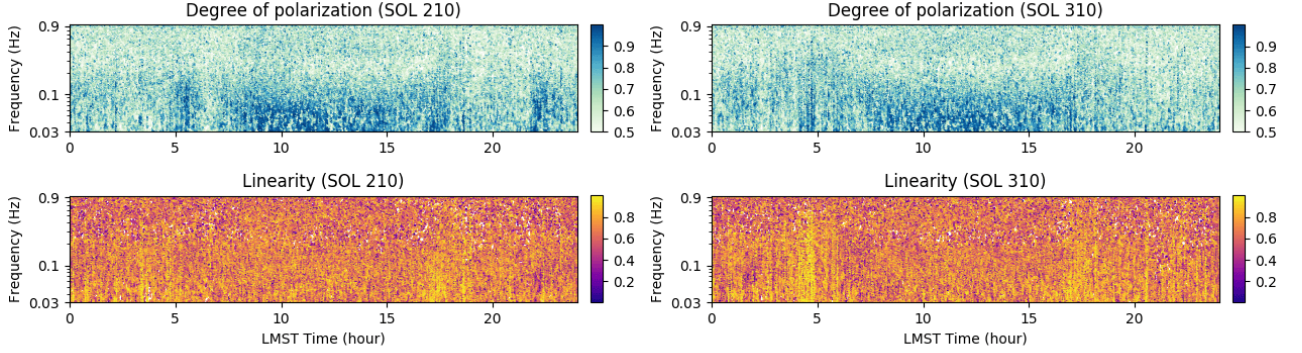 Degree of polarization (SOL 210)
Frequency (Hz)
0.9
0.1
0.03
0 5 10 15 20
0.9
0.8
0.7
0.6
0.5
Degree of polarization (SOL 310)
Frequency (Hz)
0.9
0.1
0.03
0 5 10 15 20
0.9
0.8
0.7
0.6
0.5
Linearity (SOL 210)
Frequency (Hz)
0.9
0.1
0.03
0 5 10 15 20
LMST Time (hour)
0.8
0.6
0.4
0.2
Linearity (SOL 310)
Frequency (Hz)
0.9
0.1
0.03
0 5 10 15 20
LMST Time (hour)
0.8
0.6
0.4
0.2